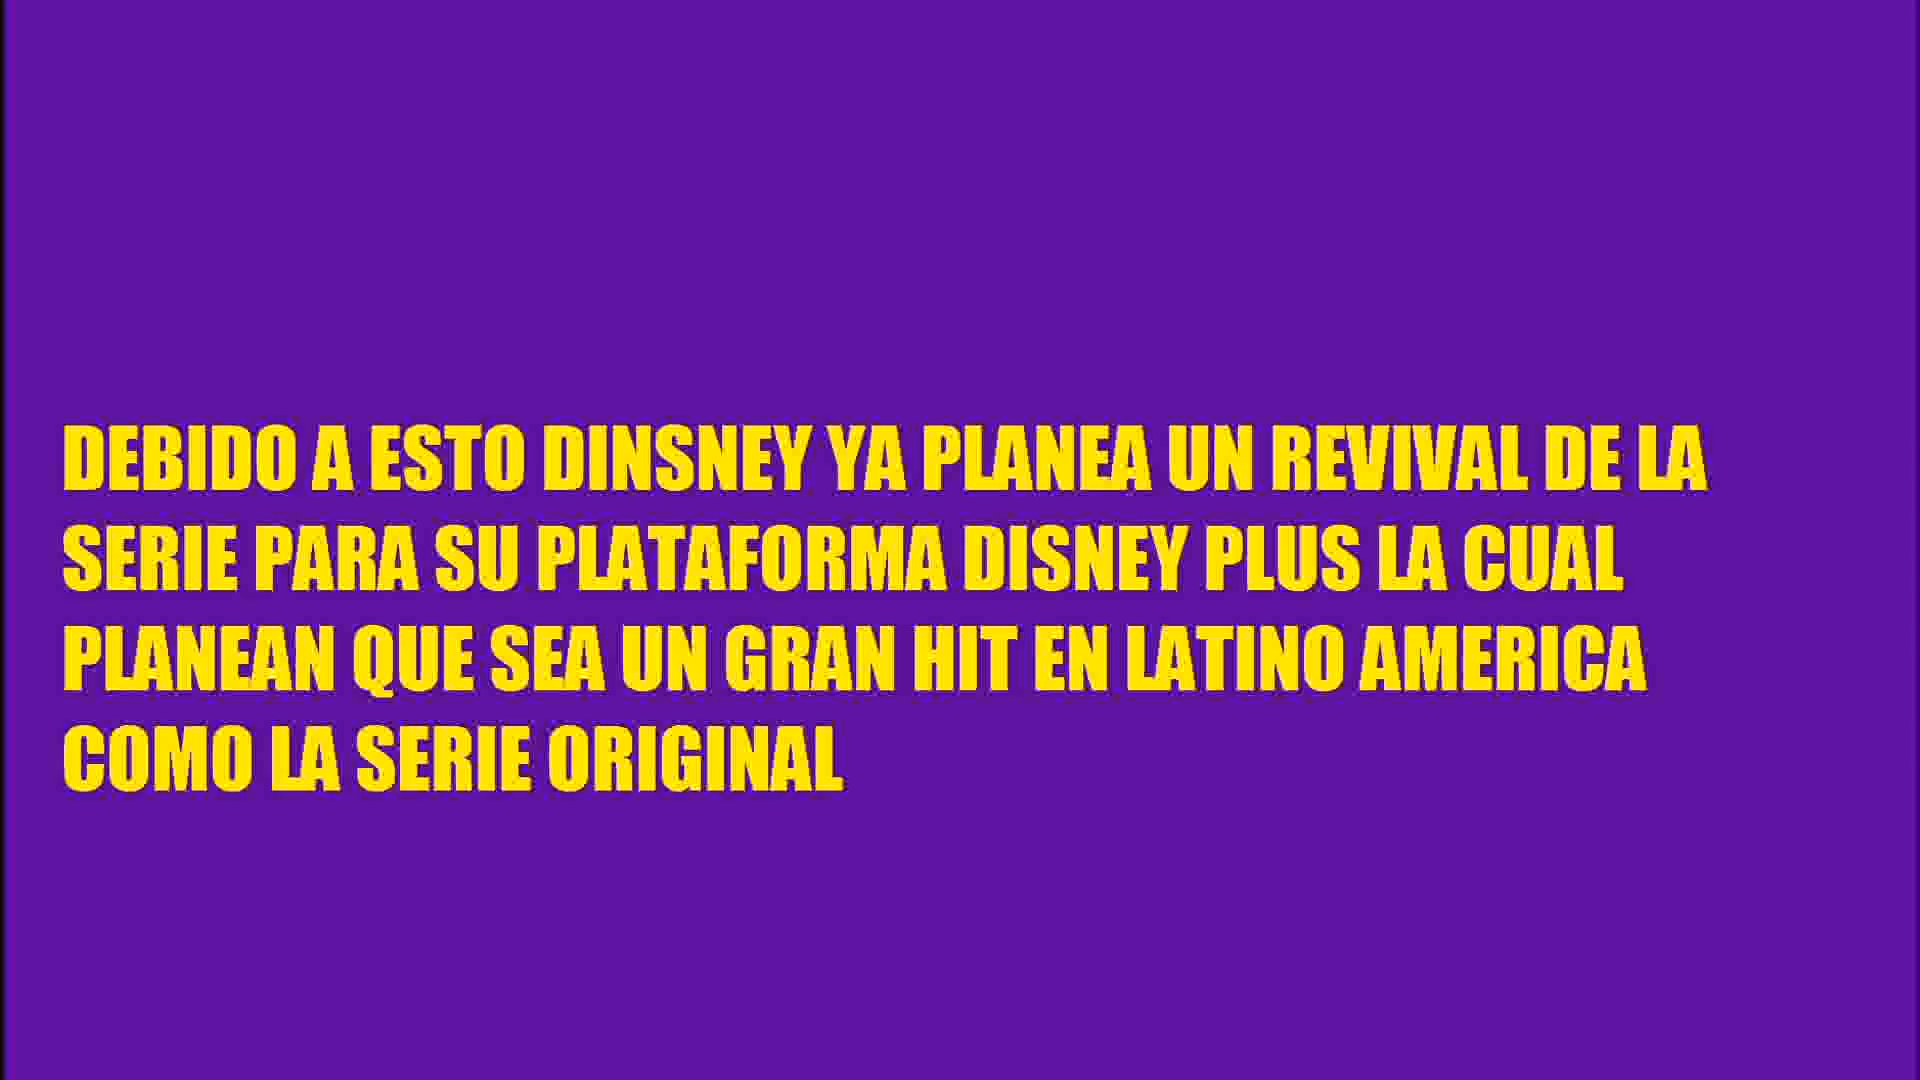 DEBIDO A ESTO DINSNEY YA PLANEA UN REVIVAL DE LA
SERIE PARA SU PLATAFORMA DISNEY PLUS LA CUAL
PLANEAN QUE SEA UN GRAN HIT EN LATINO AMERICA
COMO LA SERIE ORIGINAL